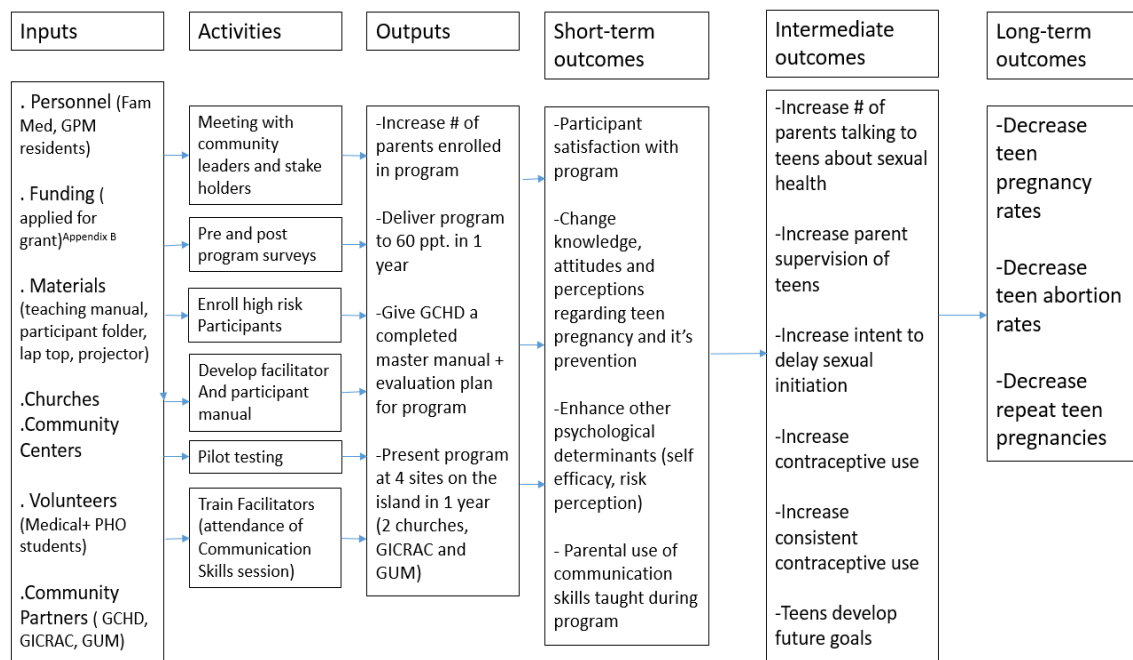 Inputs
Activities
Outputs
Short-term
outcomes
Intermediate
outcomes
Long-term
outcomes
. Personnel (Fam
Med, GPM
residents)
. Funding (
applied for
grant)Appendix B
. Materials
(teaching manual,
participant folder,
lap top, projector)
.Churches
.Community
Centers
. Volunteers
(Medical+ PHO
students)
.Community
Partners ( GCHD,
GICRAC, GUM)
Meeting with
community
leaders and stake
holders
Pre and post
program surveys
Enroll high risk
Participants
Develop facilitator
And participant
manual
Pilot testing
Train Facilitators
(attendance of
Communication
Skills session)
-Increase # of
parents enrolled
in program
-Deliver program
to 60 ppt. in 1
year
-Give GCHD a
completed
master manual +
evaluation plan
for program
-Present program
at 4 sites on the
island in 1 year
(2 churches,
GICRAC and
GUM)
-Participant
satisfaction with
program
-Change
knowledge,
attitudes and
perceptions
regarding teen
pregnancy and it's
prevention
-Enhance other
psychological
determinants (self
efficacy, risk
perception)
- Parental use of
communication
skills taught during
program
-Increase # of
parents talking to
teens about sexual
health
-Increase parent
supervision of
teens
-Increase intent to
delay sexual
initiation
-Increase
contraceptive use
-Increase
consistent
contraceptive use
-Teens develop
future goals
-Decrease
teen
pregnancy
rates
-Decrease
teen abortion
rates
-Decrease
repeat teen
pregnancies